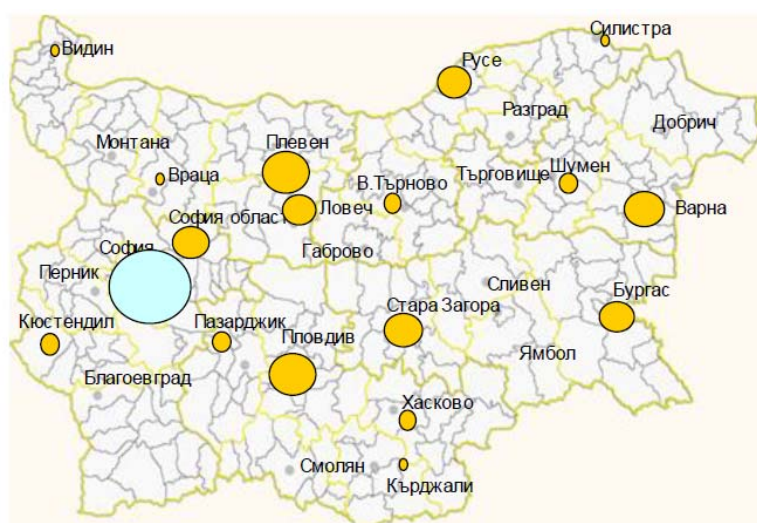 Силистра
Видин
Русе
Разград
Добрич
Монтана
Плевен
Враца
В.Търново
Търговище
Шумен
София област
Ловеч
Варна
София
Габрово
Перник
Сливен
Бургас
Стара Загора
Кюстендил
Пазарджик
Пловдив
Ямбол
Благоевград
Хасково
Смолян
Кърджали